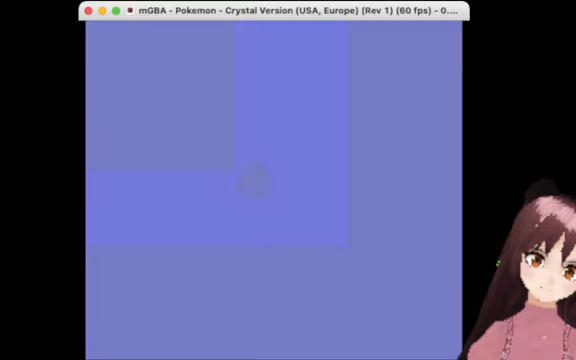 mGBA - Pokemon - Crystal Version (USA, Europe) (Rev 1) (60 fps) - 0....